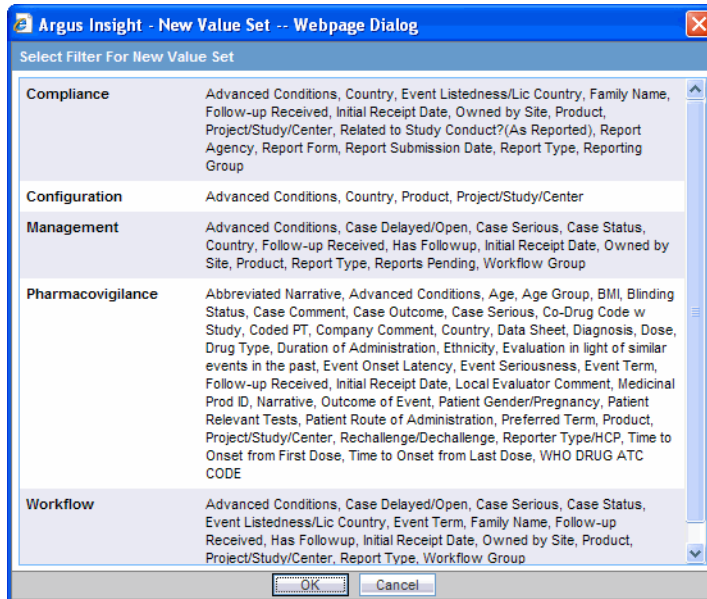 Argus Insight - New Value Set -- Webpage Dialog
Select Filter For New Value Set
Compliance
Advanced Conditions, Country, Event Listedness/Lic Country, Family Name,
Follow-up Received, Initial Receipt Date, Owned by Site, Product,
Project/Study/Center, Related to Study Conduct?(As Reported), Report
Agency, Report Form, Report Submission Date, Report Type, Reporting
Group
Configuration
Advanced Conditions, Country, Product, Project/Study/Center
Management
Advanced Conditions, Case Delayed/Open, Case Serious, Case Status,
Country, Follow-up Received, Has Followup, Initial Receipt Date, Owned by
Site, Product, Report Type, Reports Pending, Workflow Group
Pharmacovigilance
Abbreviated Narrative, Advanced Conditions, Age, Age Group, BMI, Blinding
Status, Case Comment, Case Outcome, Case Serious, Co-Drug Code w
Study, Coded PT, Company Comment, Country, Data Sheet, Diagnosis, Dose,
Drug Type, Duration of Administration, Ethnicity, Evaluation in light of similar
events in the past, Event Onset Latency, Event Seriousness, Event Term,
Follow-up Received, Initial Receipt Date, Local Evaluator Comment, Medicinal
Prod ID, Narrative, Outcome of Event, Patient Gender/Pregnancy, Patient
Relevant Tests, Patient Route of Administration, Preferred Term, Product,
Project/Study/Center, Rechallenge/Dechallenge, Reporter Type/HCP, Time to
Onset from First Dose, Time to Onset from Last Dose, WHO DRUG ATC
CODE
Workflow
Advanced Conditions, Case Delayed/Open, Case Serious, Case Status,
Event Listedness/Lic Country, Event Term, Family Name, Follow-up
Received, Has Followup, Initial Receipt Date, Owned by Site, Product,
Project/Study/Center, Report Type, Workflow Group
OK
Cancel